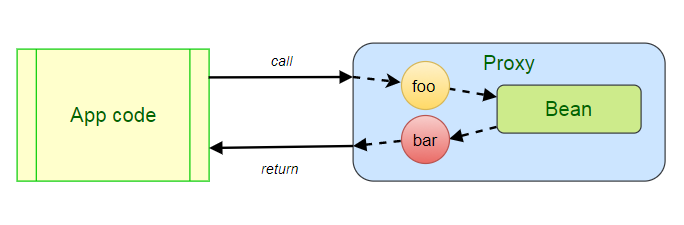 call
Proxy
foo
App code
Bean
bar
return